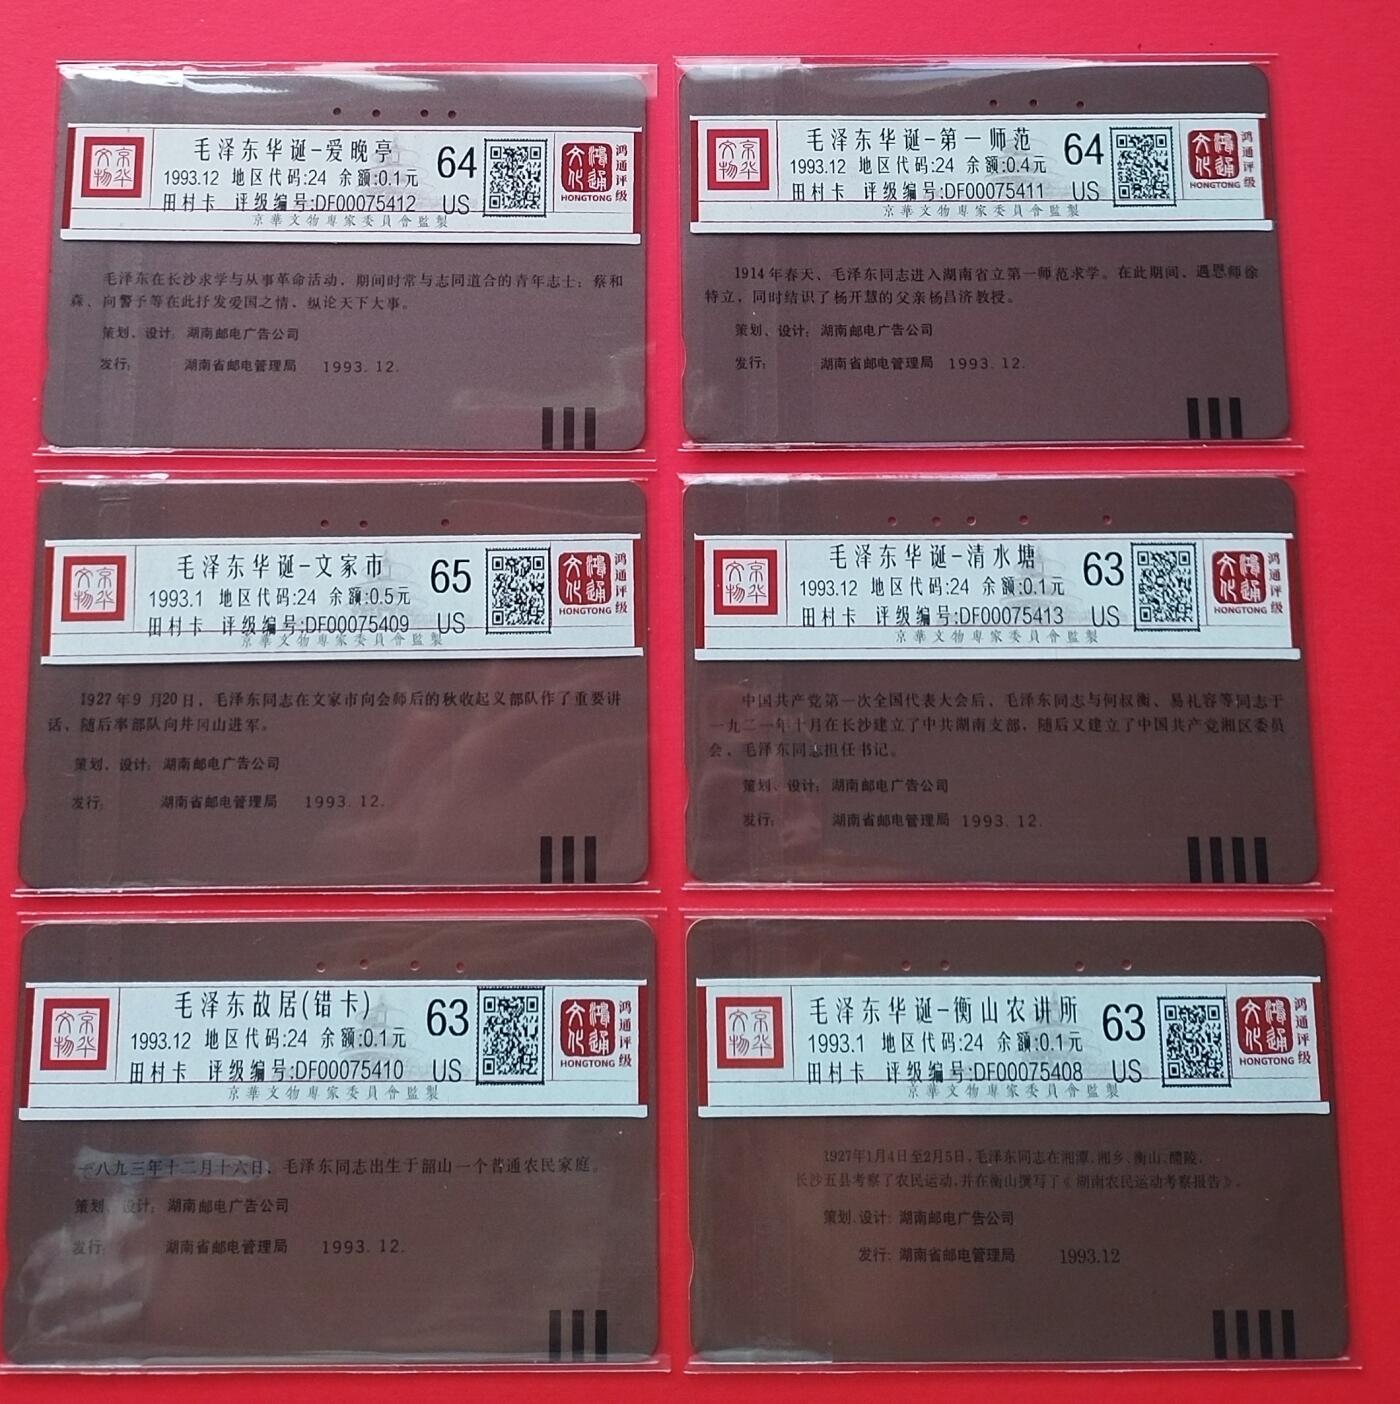 京华文物
毛泽东华诞-爱晚亭
1993.12 地区代码:24 余额:0.1元
田村卡 评级编号:DF00075412
64
US
京華文物專家委員會監製
鸿通文化
HONGTONG
鸿通评级
毛泽东在长沙求学与从事革命活动，期间时常与志同道合的青年志士：蔡和
森、向警予等在此抒发爱国之情、纵论天下大事。
策划、设计：湖南邮电广告公司
发行： 湖南省邮电管理局 1993.12.
京华文物
毛泽东华诞-第一师范
1993.12 地区代码:24 余额:0.4元
田村卡 评级编号:DF00075411
64
US
京華文物專家委員會監製
鸿通文化
HONGTONG
鸿通评级
1914年春天、毛泽东同志进入湖南省立第一师范求学。在此期间、遇恩师徐
特立，同时结识了杨开慧的父亲杨昌济教授。
策划、设计：湖南邮电广告公司
发行： 湖南省邮电管理局 1993.12.
京华文物
毛泽东华诞-文家市
1993.1 地区代码:24 余额:0.5元
田村卡 评级编号:DF00075409
65
US
京華文物專家委員會監製
鸿通文化
HONGTONG
鸿通评级
1927年9月20日，毛泽东同志在文家市向会师后的秋收起义部队作了重要讲
话、随后率部队向井冈山进军。
策划、设计：湖南邮电广告公司
发行： 湖南省邮电管理局 1993.12.
京华文物
毛泽东华诞-清水塘
1993.12 地区代码:24 余额:0.1元
田村卡 评级编号:DF00075413
63
US
京華文物專家委員會監製
鸿通文化
HONGTONG
鸿通评级
中国共产党第一次全国代表大会后、毛泽东同志与何叔衡、易礼容等同志于
一九二一年十月在长沙建立了中共湖南支部，随后又建立了中国共产党湘区委员
会、毛泽东同志担任书记。
策划、设计：湖南邮电广告公司
发行： 湖南省邮电管理局 1993.12.
京华文物
毛泽东故居(错卡)
1993.12 地区代码:24 余额:0.1元
田村卡 评级编号:DF00075410
63
US
京華文物專家委員會監製
鸿通文化
HONGTONG
鸿通评级
一八九三年十二月十六日、毛泽东同志出生于韶山一个普通农民家庭。
策划、设计：湖南邮电广告公司
发行： 湖南省邮电管理局 1993.12.
京华文物
毛泽东华诞-衡山农讲所
1993.1 地区代码:24 余额:0.1元
田村卡 评级编号:DF00075408
63
US
京華文物專家委員會監製
鸿通文化
HONGTONG
鸿通评级
1927年1月4日至2月5日，毛泽东同志在湘潭、湘乡、衡山、醴陵、
长沙五县考察了农民运动，并在衡山撰写了《湖南农民运动考察报告》。
策划、设计：湖南邮电广告公司
发行：湖南省邮电管理局 1993.12